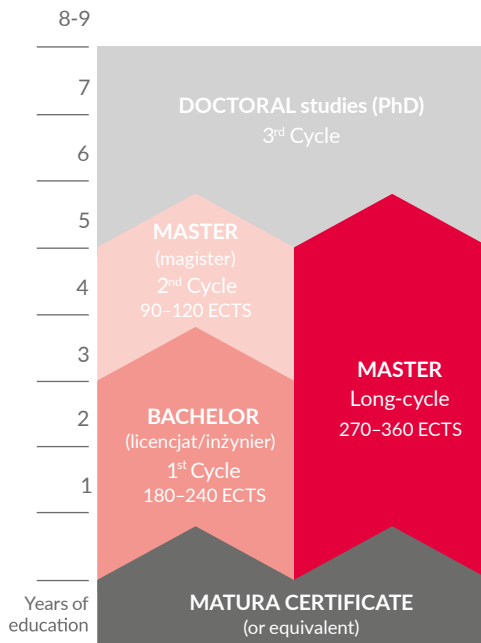 8-9
7
DOCTORAL studies (PhD)
3rd Cycle
6
5
MASTER
(magister)
2nd Cycle
90–120 ECTS
4
3
MASTER
Long-cycle
270–360 ECTS
2
BACHELOR
(licencjat/inżynier)
1st Cycle
180–240 ECTS
1
Years of
education
MATURA CERTIFICATE
(or equivalent)